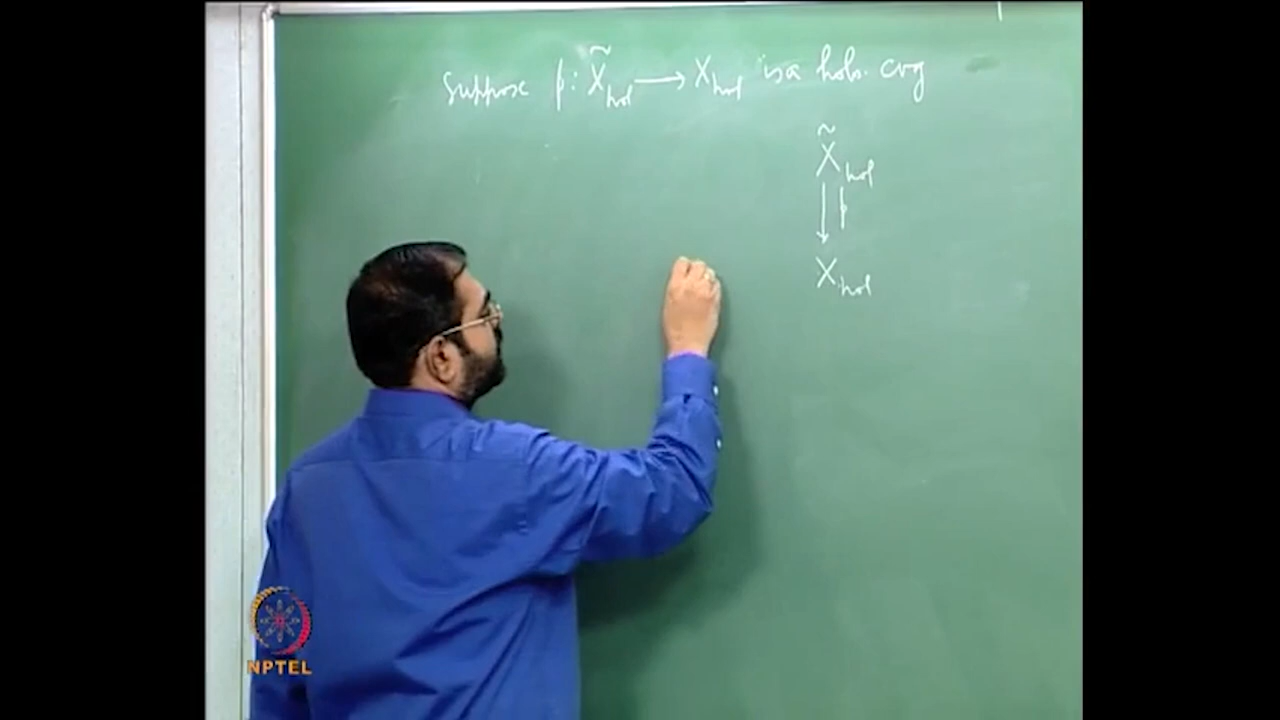 Suppose p: X̃_hol → X_hol is a holo. cvg
X̃_hol
↓ p
X_hol
NPTEL